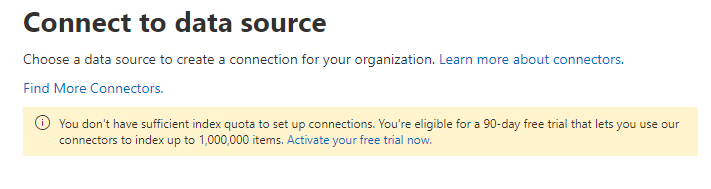 Connect to data source
Choose a data source to create a connection for your organization. Learn more about connectors.
Find More Connectors.
You don't have sufficient index quota to set up connections. You're eligible for a 90-day free trial that lets you use our
connectors to index up to 1,000,000 items. Activate your free trial now.